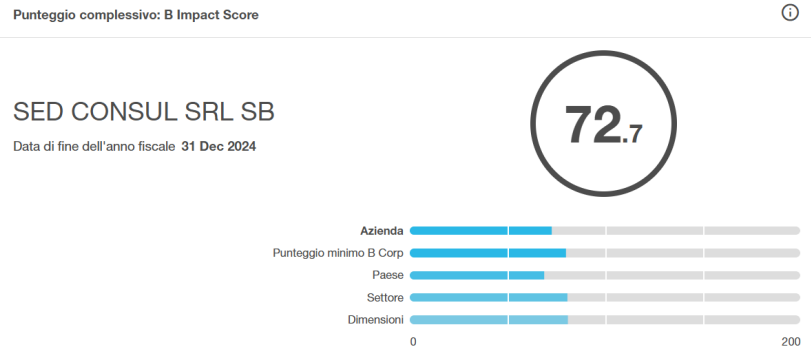 Punteggio complessivo: B Impact Score
SED CONSUL SRL SB
Data di fine dell'anno fiscale 31 Dec 2024
72.7
Azienda
Punteggio minimo B Corp
Paese
Settore
Dimensioni
0 200